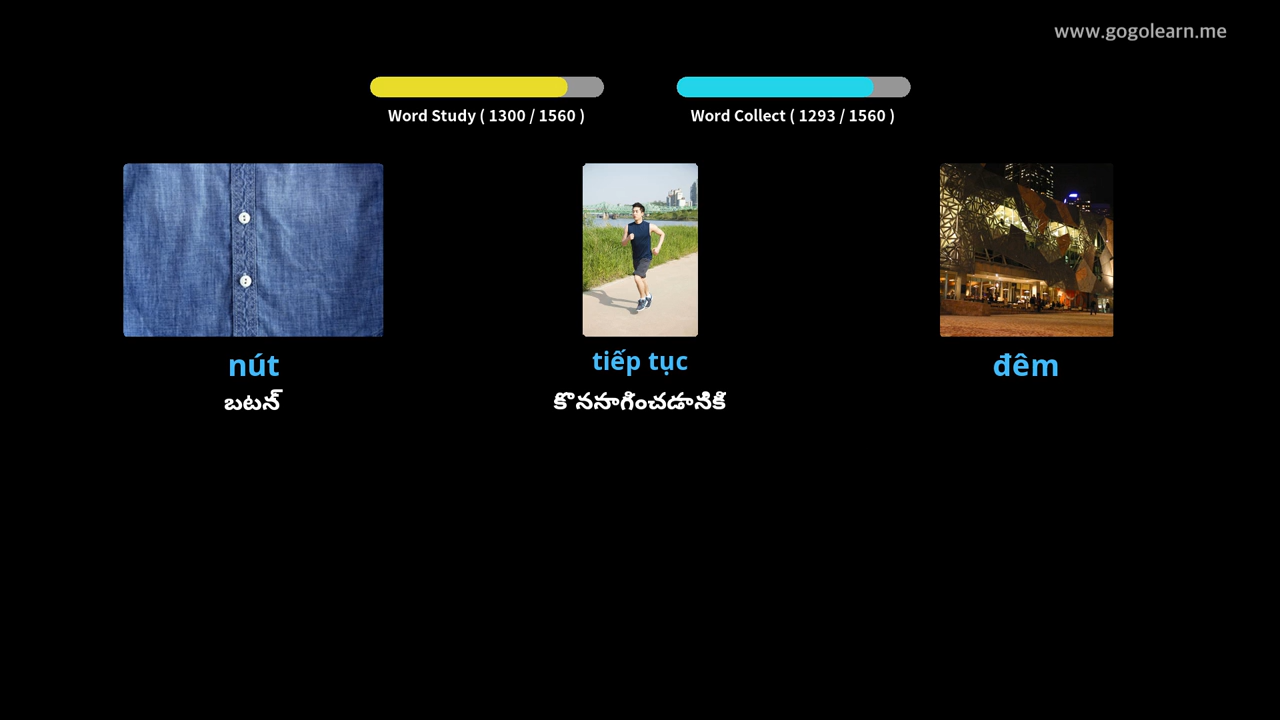 www.gogolearn.me
Word Study ( 1300 / 1560 )
Word Collect ( 1293 / 1560 )
nút
tiếp tục
đêm
బటన్
కొనసాగించడానికి